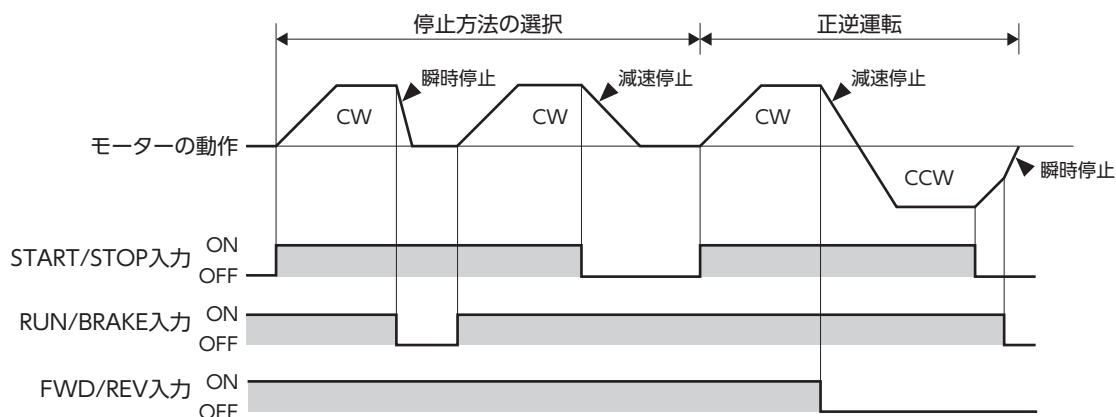 停止方法の選択
正逆運転
瞬時停止
減速停止
減速停止
CW
CW
CW
モーターの動作
CCW
瞬時停止
START/STOP入力
ON
OFF
RUN/BRAKE入力
ON
OFF
FWD/REV入力
ON
OFF